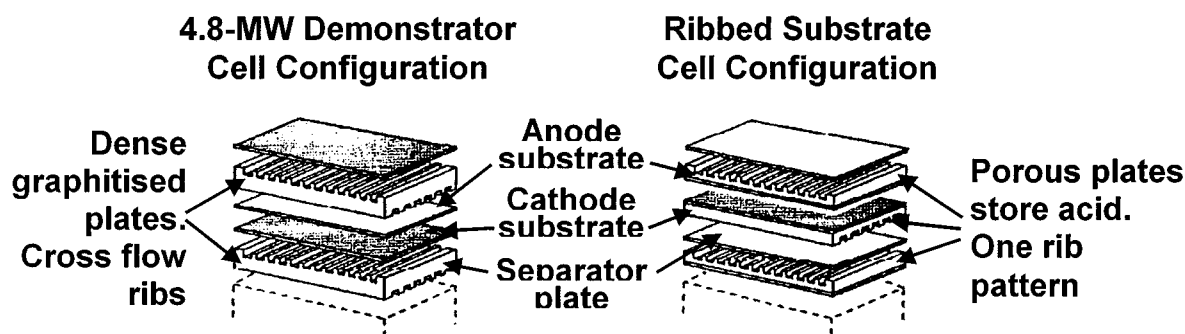 4.8-MW Demonstrator
Cell Configuration
Ribbed Substrate
Cell Configuration
Dense
graphitised
plates.
Cross flow
ribs
Anode
substrate
Cathode
substrate
Separator
plate
Porous plates
store acid.
One rib
pattern